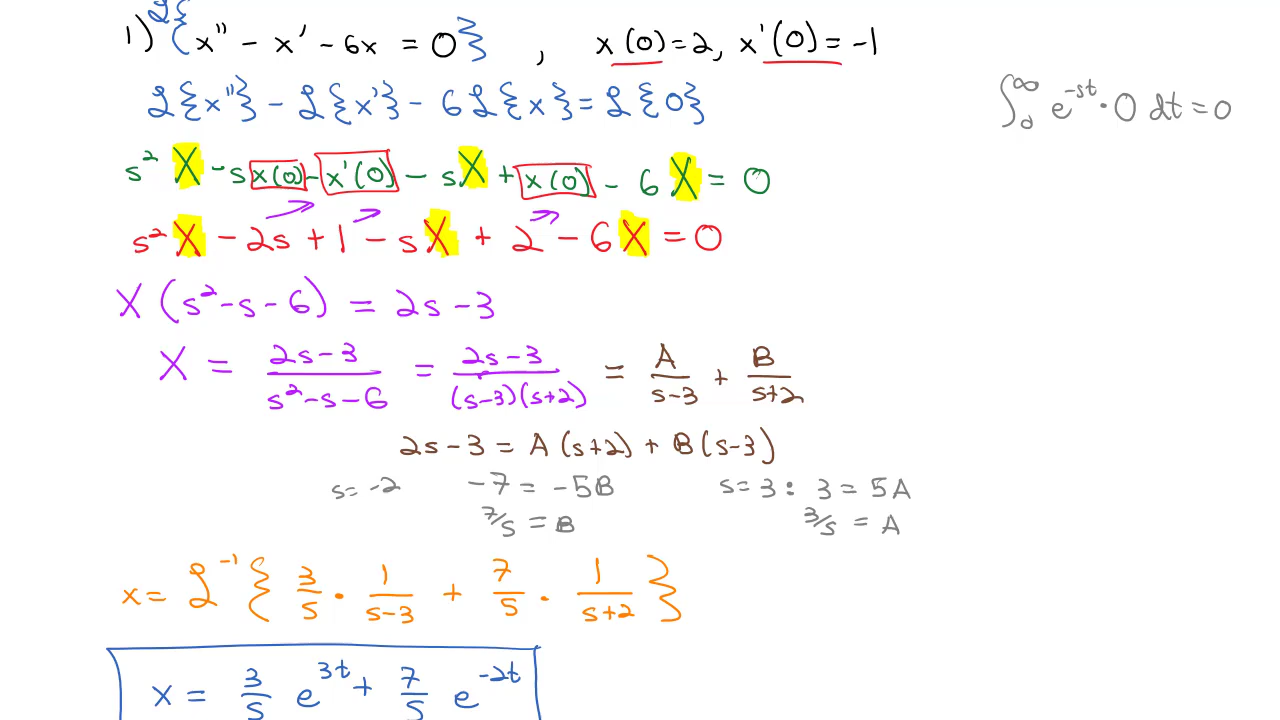 1) ℒ{x'' - x' - 6x = 0} , x(0) = 2, x'(0) = -1
ℒ{x''} - ℒ{x'} - 6ℒ{x} = ℒ{0}
∫₀^∞ e^(-st) · 0 dt = 0
s² X - s x(0) - x'(0) - sX + x(0) - 6X = 0
s² X - 2s + 1 - sX + 2 - 6X = 0
X (s² - s - 6) = 2s - 3
X = (2s-3)/(s²-s-6) = (2s-3)/((s-3)(s+2)) = A/(s-3) + B/(s+2)
2s - 3 = A(s+2) + B(s-3)
s = -2 -7 = -5B s = 3 : 3 = 5A
7/5 = B 3/5 = A
x = ℒ⁻¹{ 3/5 · 1/(s-3) + 7/5 · 1/(s+2) }
x = 3/5 e^(3t) + 7/5 e^(-2t)